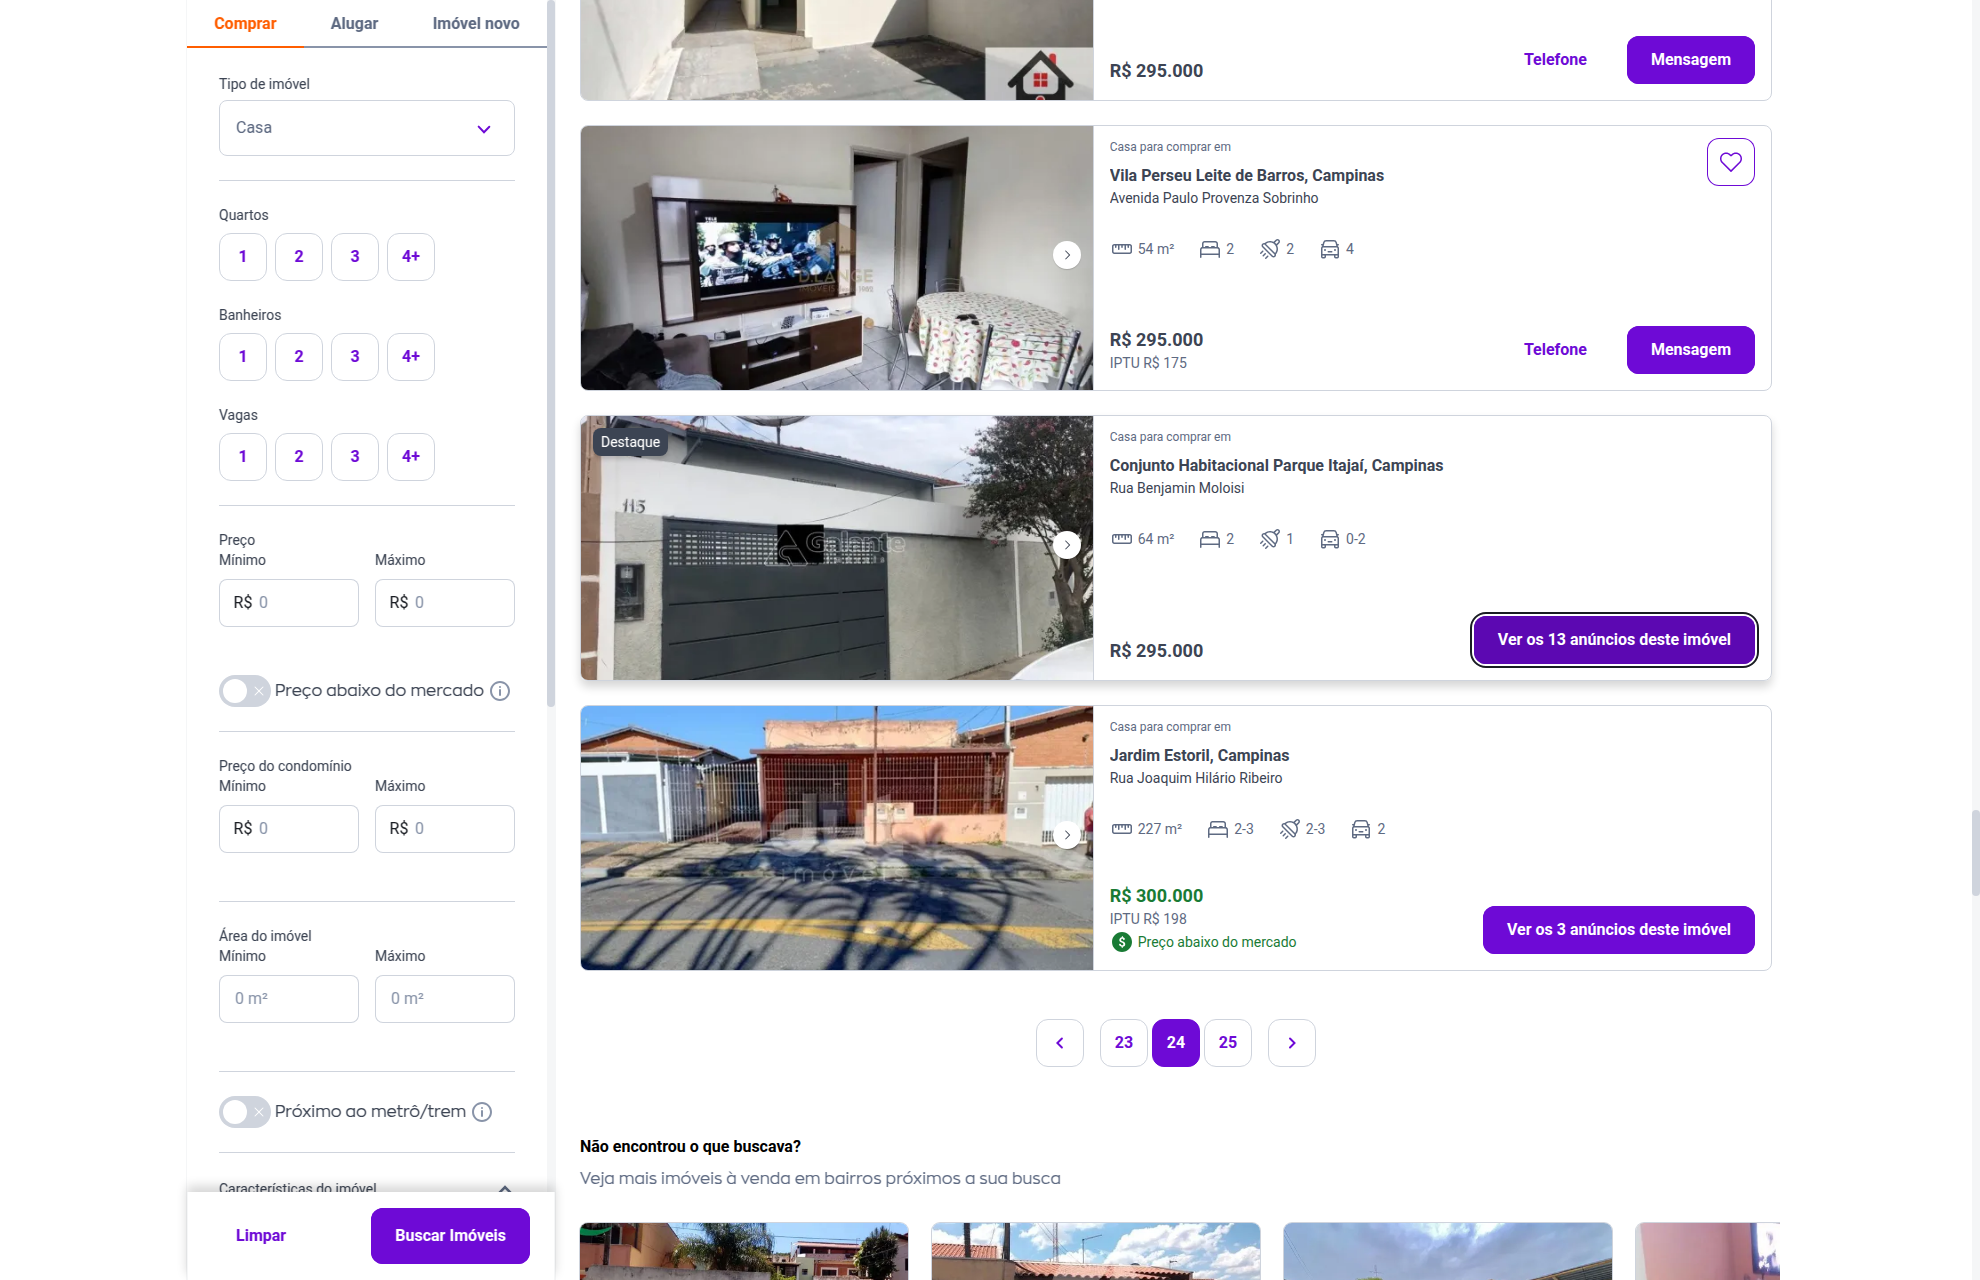 Comprar
Alugar
Imóvel novo
Tipo de imóvel
Casa
Quartos
1
2
3
4+
Banheiros
1
2
3
4+
Vagas
1
2
3
4+
Preço
Mínimo
Máximo
R$ 0
R$ 0
Preço abaixo do mercado
Preço do condomínio
Mínimo
Máximo
R$ 0
R$ 0
Área do imóvel
Mínimo
Máximo
0 m²
0 m²
Próximo ao metrô/trem
Características do imóvel
Limpar
Buscar Imóveis
R$ 295.000
Telefone
Mensagem
D.LANGE
Casa para comprar em
Vila Perseu Leite de Barros, Campinas
Avenida Paulo Provenza Sobrinho
54 m²
2
2
4
R$ 295.000
IPTU R$ 175
Telefone
Mensagem
Destaque
115
Galante
Casa para comprar em
Conjunto Habitacional Parque Itajaí, Campinas
Rua Benjamin Moloisi
64 m²
2
1
0-2
R$ 295.000
Ver os 13 anúncios deste imóvel
imóveis
Casa para comprar em
Jardim Estoril, Campinas
Rua Joaquim Hilário Ribeiro
227 m²
2-3
2-3
2
R$ 300.000
IPTU R$ 198
Preço abaixo do mercado
Ver os 3 anúncios deste imóvel
23
24
25
Não encontrou o que buscava?
Veja mais imóveis à venda em bairros próximos a sua busca